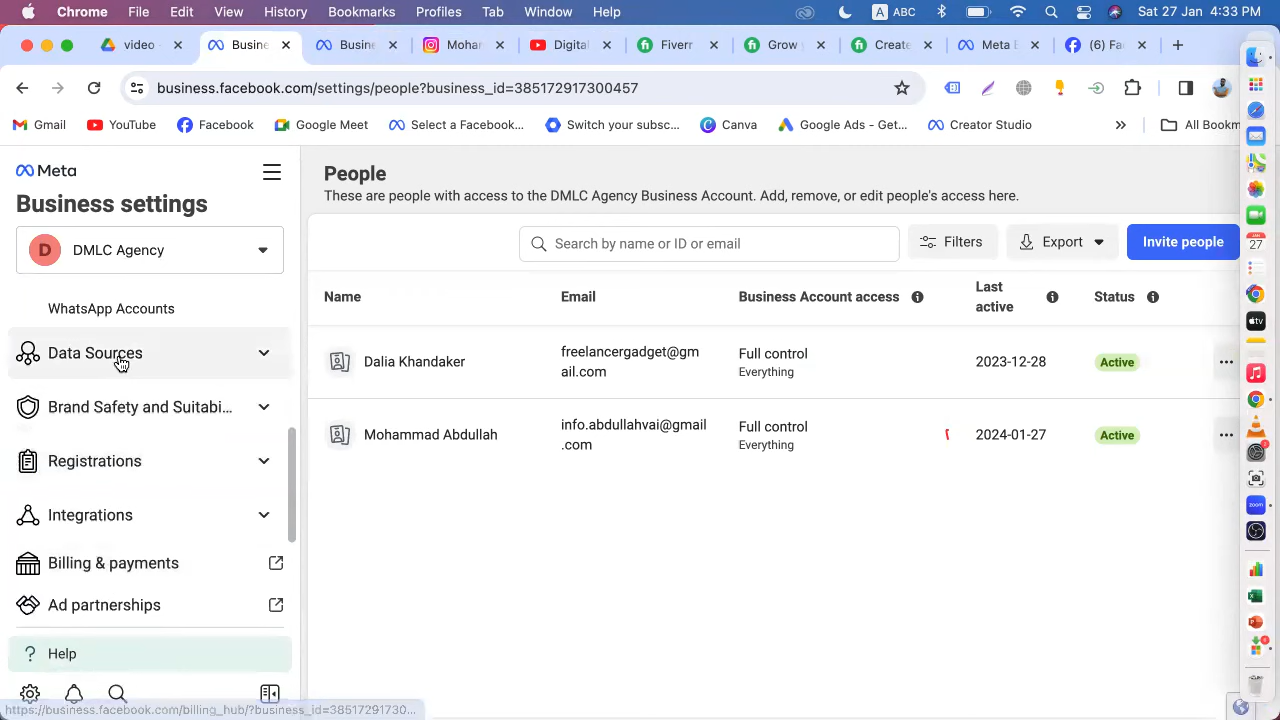 Chrome File Edit View History Bookmarks Profiles Tab Window Help A ABC Sat 27 Jan 4:33 PM
video - Busin Busine Mohar Digital Fiverr Grow Create Meta E (6) Fa
business.facebook.com/settings/people?business_id=385172917300457
Gmail YouTube Facebook Google Meet Select a Facebook... Switch your subsc... Canva Google Ads - Get... Creator Studio All Bookm
Meta
Business settings
D DMLC Agency
WhatsApp Accounts
Data Sources
Brand Safety and Suitabi...
Registrations
Integrations
Billing & payments
Ad partnerships
? Help
https://business.facebook.com/billing_hub/?business_id=38517291730...
People
These are people with access to the DMLC Agency Business Account. Add, remove, or edit people's access here.
Search by name or ID or email Filters Export Invite people
Name Email Business Account access Last active Status
Dalia Khandaker freelancergadget@gm Full control 2023-12-28 Active
ail.com Everything
Mohammad Abdullah info.abdullahvai@gmail Full control 2024-01-27 Active
.com Everything
JAN
27
tv
zoom